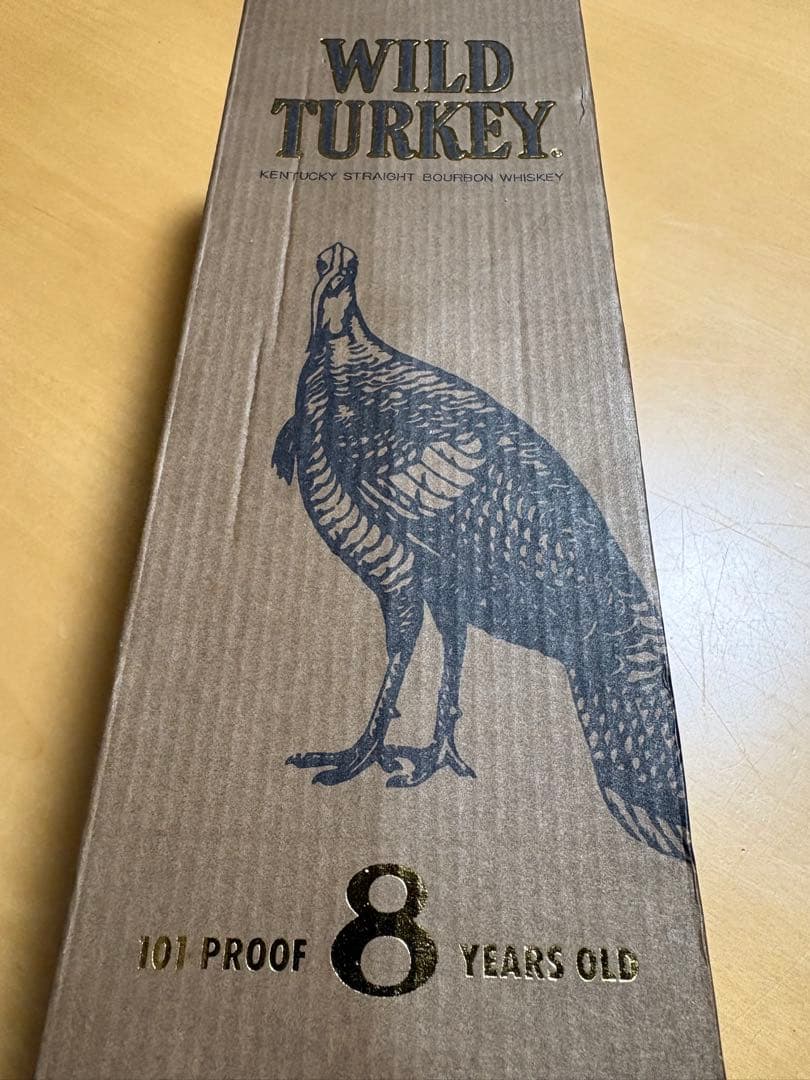 WILD
TURKEY®
KENTUCKY STRAIGHT BOURBON WHISKEY
101 PROOF 8 YEARS OLD